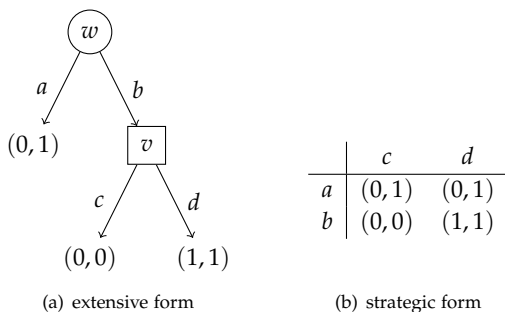 w
a
b
(0, 1)
v
c
d
(0, 0)
(1, 1)
(a) extensive form
c d
a (0, 1) (0, 1)
b (0, 0) (1, 1)
(b) strategic form